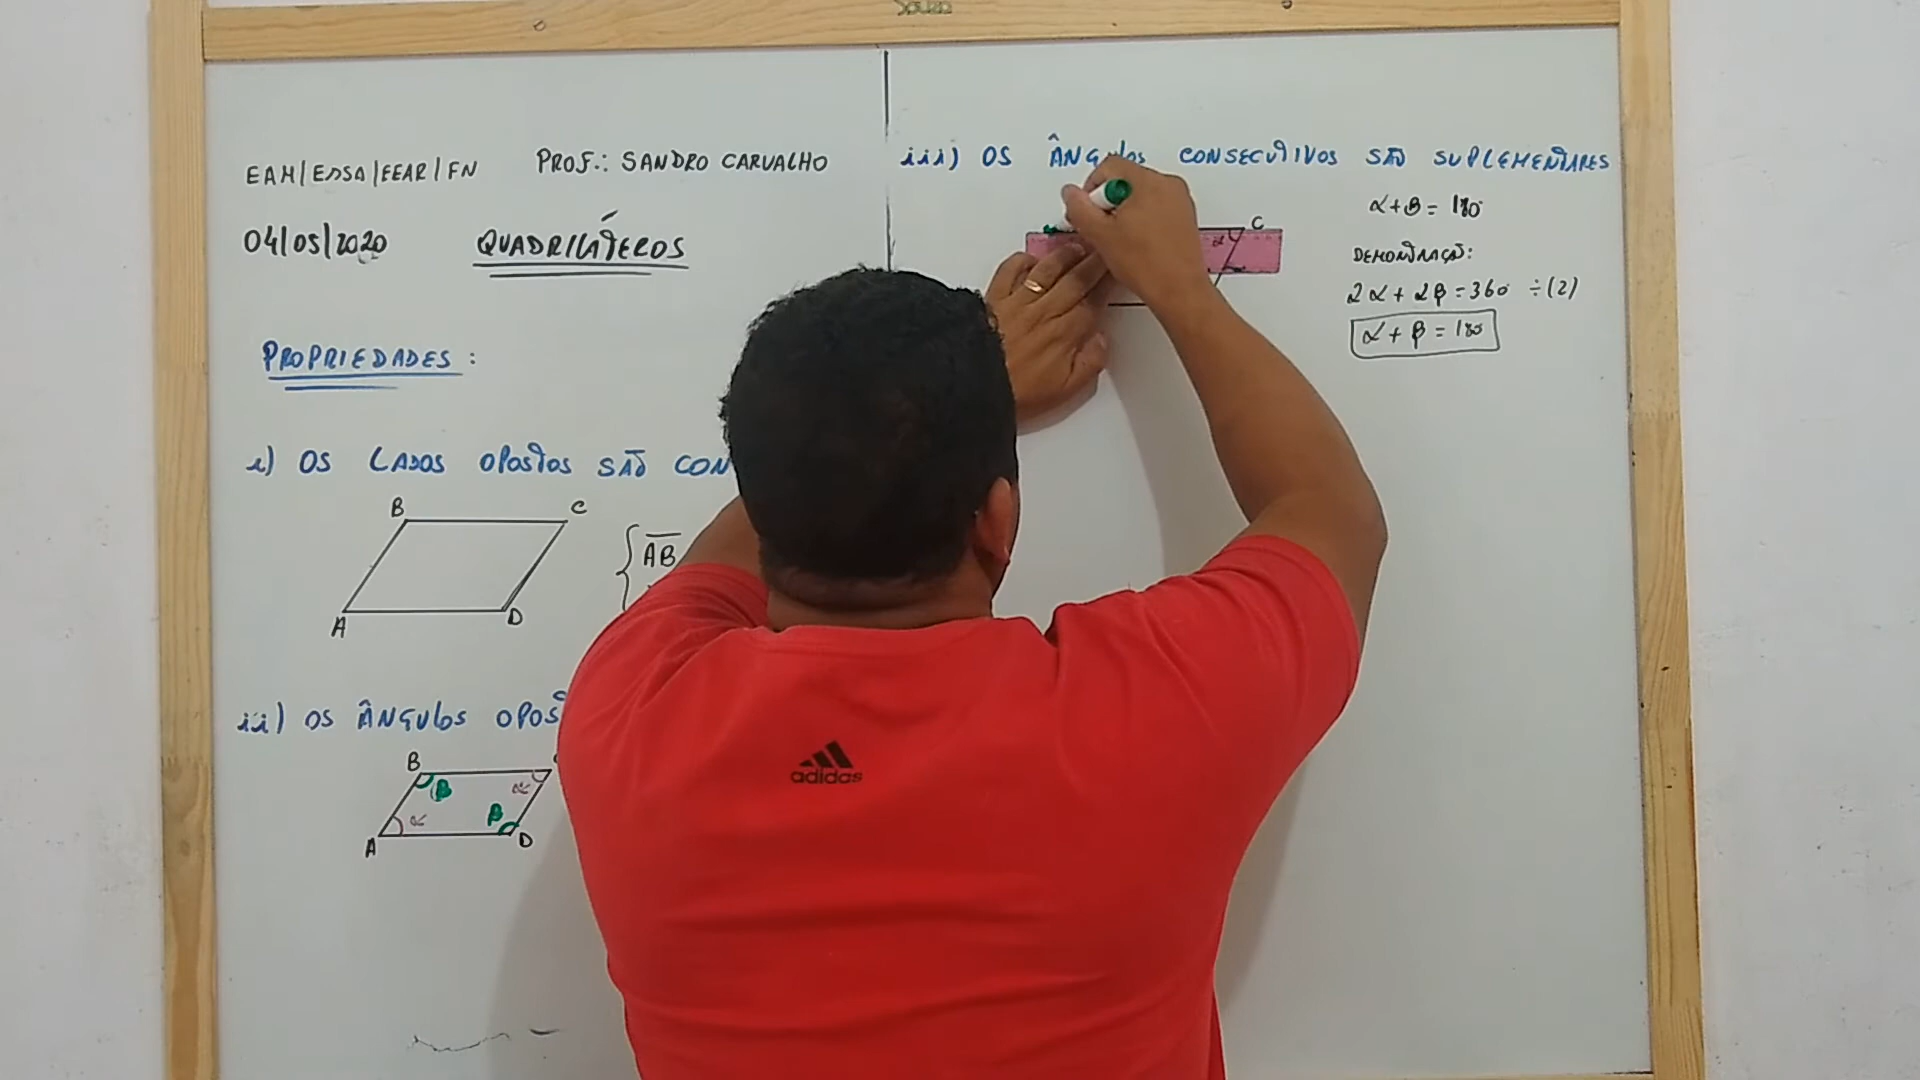 EAM/ESSA/EEAR/FN PROF.: SANDRO CARVALHO
04/05/2020 QUADRILÁTEROS
PROPRIEDADES:
i) OS LADOS OPOSTOS SÃO CON
B C
AB
A D
ii) OS ÂNGULOS OPOS
B
β α
α β
A D
iii) OS ÂNGULOS CONSECUTIVOS SÃO SUPLEMENTARES
α+β = 180°
C
α
DEMONSTRAÇÃO:
2α + 2β = 360 ÷(2)
α + β = 180
adidas